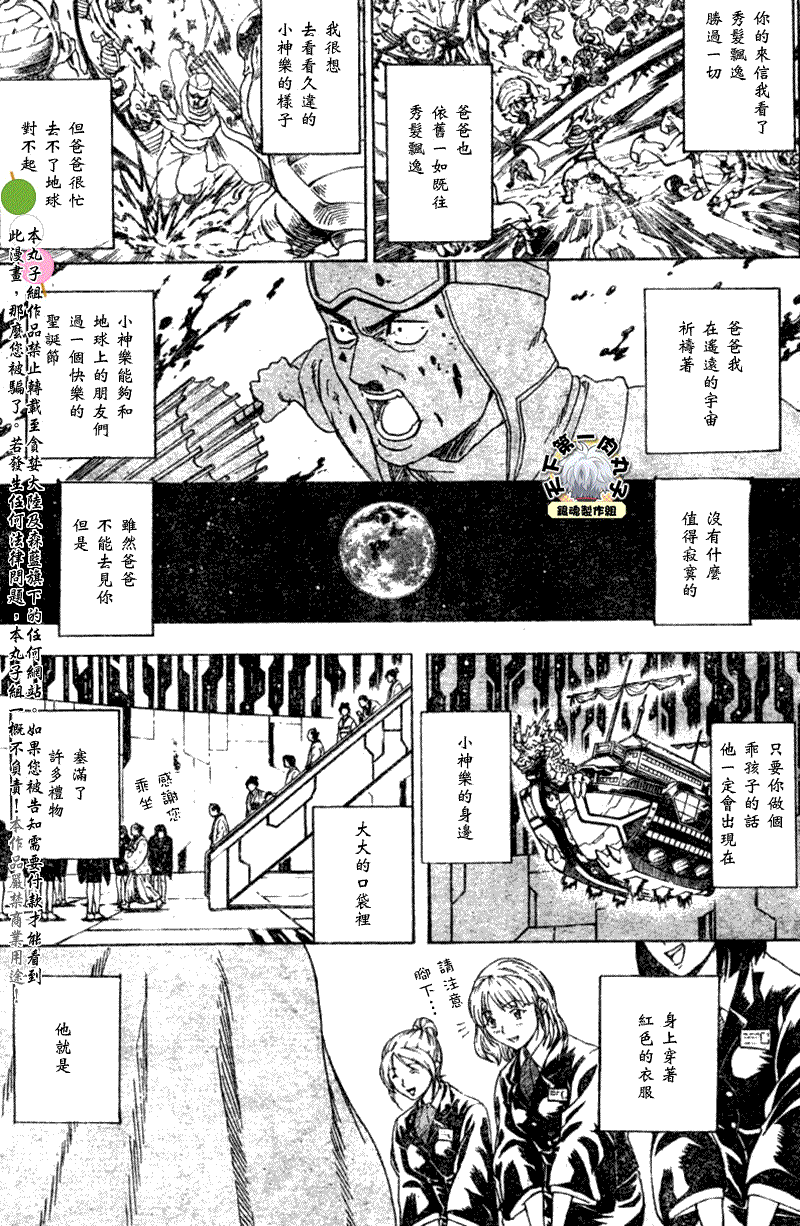 你的來信我看了
秀髮飄逸
勝過一切
爸爸也
依舊一如既往
秀髮飄逸
我很想
去看看久違的
小神樂的樣子
但爸爸很忙
去不了地球
對不起
爸爸我
在遙遠的宇宙
祈禱著
小神樂能夠和
地球上的朋友們
過一個快樂的
聖誕節
天下第一肉丸子
銀魂製作組
沒有什麼
值得寂寞的
雖然爸爸
不能去見你
但是
只要你做個
乖孩子的話
他一定會出現在
小神樂的身邊
大大的口袋裡
塞滿了
許多禮物
感謝您
乘坐
身上穿著
紅色的衣服
請注意
腳下…
他就是
本丸子組作品禁止轉載至貪婪大陸及森藍旗下的任何網站。如果您被告知需要付款才能看到
此漫畫，那麼您被騙了。若發生任何法律問題，本丸子組一概不負責！本作品嚴禁商業用途！